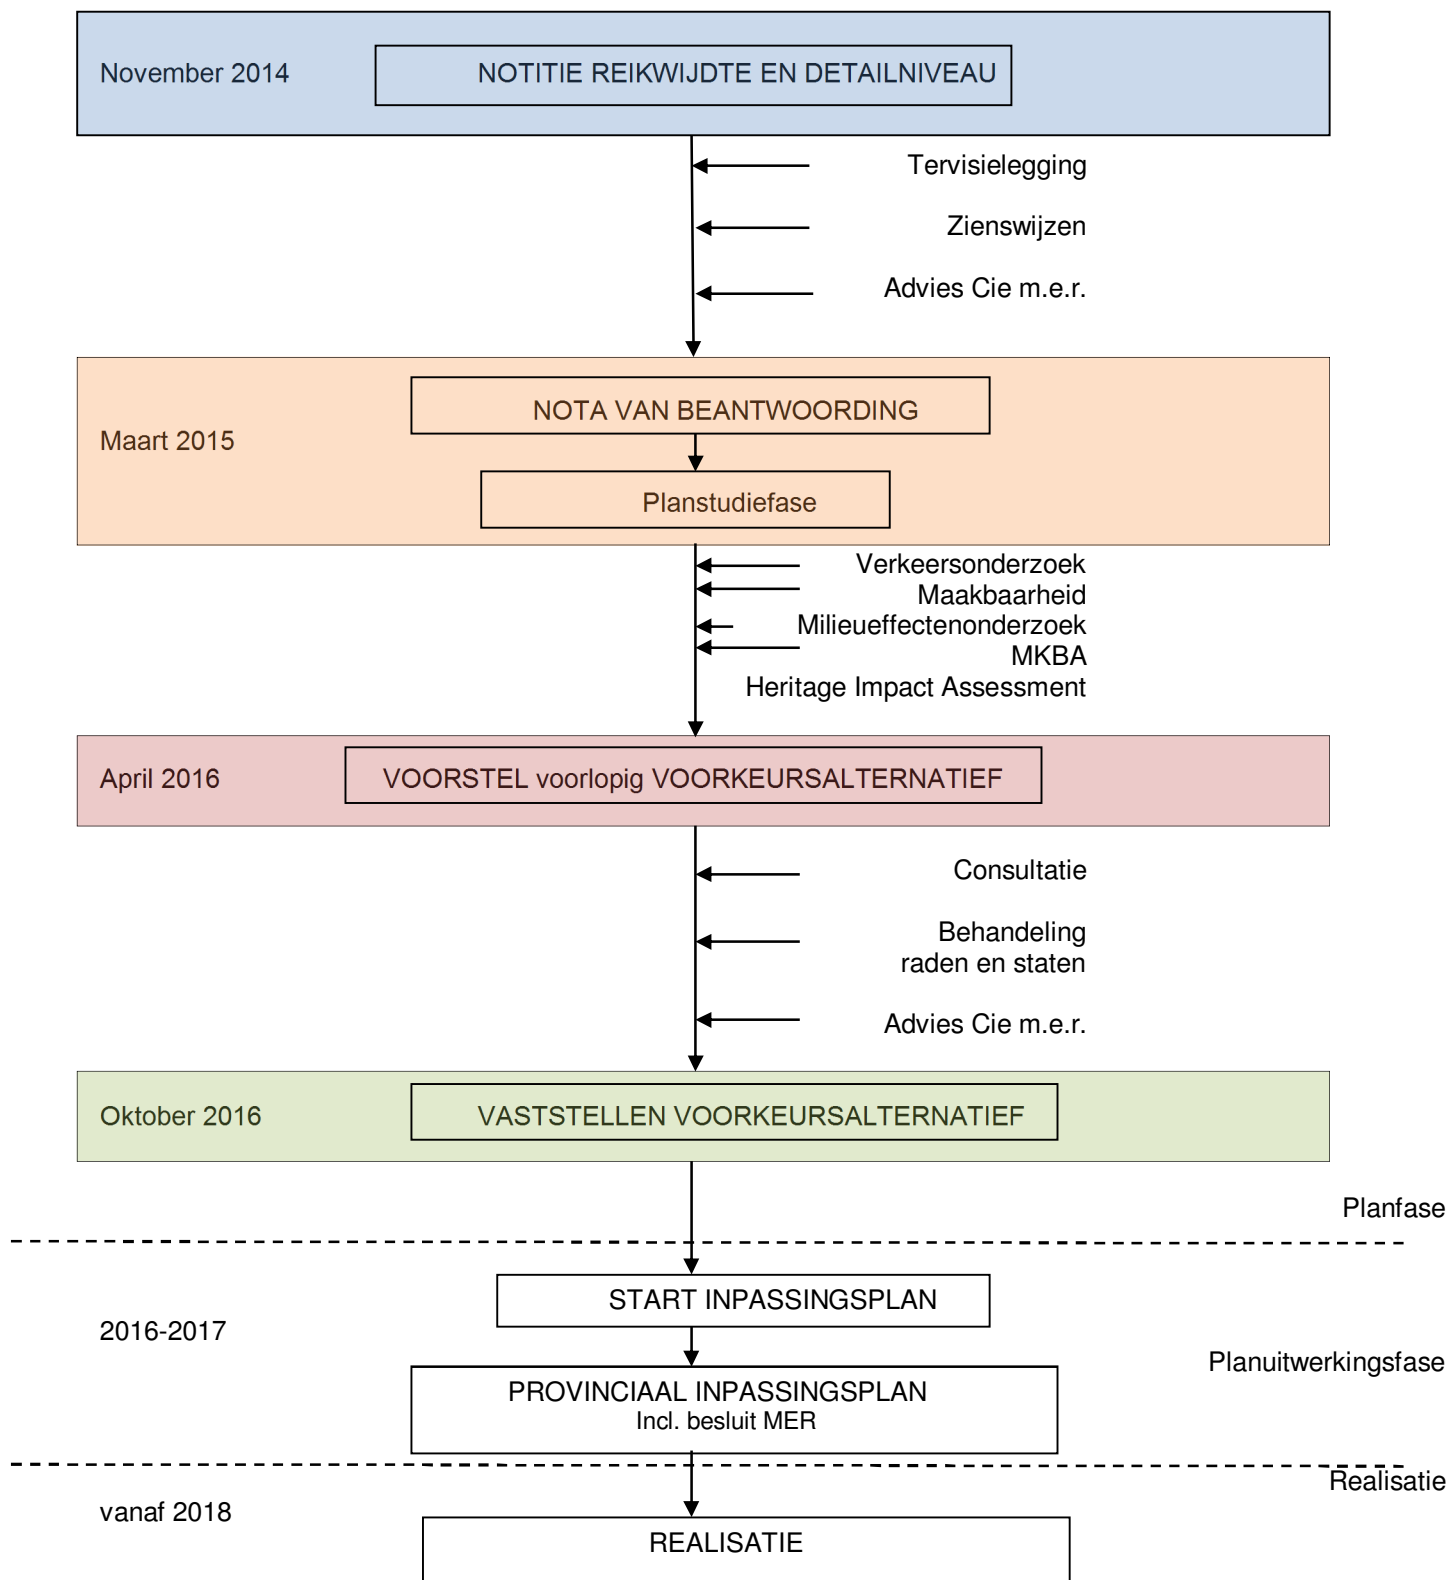 November 2014
NOTITIE REIKWIJDTE EN DETAILNIVEAU
Tervisielegging
Zienswijzen
Advies Cie m.e.r.
NOTA VAN BEANTWOORDING
Maart 2015
Planstudiefase
Verkeersonderzoek
Maakbaarheid
Milieueffectenonderzoek
MKBA
Heritage Impact Assessment
April 2016
VOORSTEL voorlopig VOORKEURSALTERNATIEF
Consultatie
Behandeling
raden en staten
Advies Cie m.e.r.
Oktober 2016
VASTSTELLEN VOORKEURSALTERNATIEF
Planfase
START INPASSINGSPLAN
2016-2017
Planuitwerkingsfase
PROVINCIAAL INPASSINGSPLAN
Incl. besluit MER
Realisatie
vanaf 2018
REALISATIE